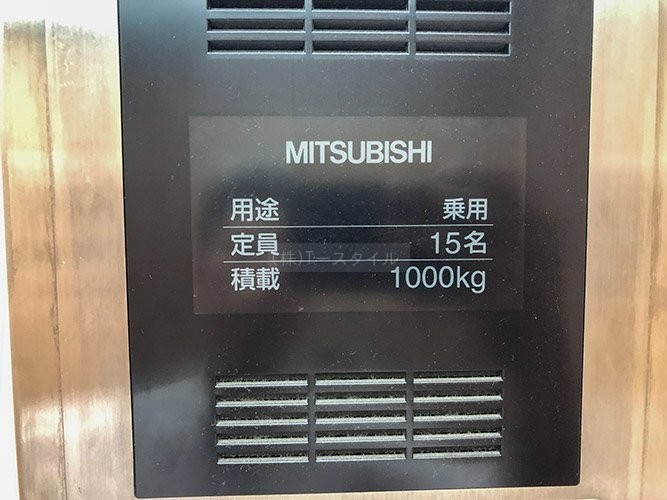 MITSUBISHI
用途 乗用
定員 15名
(株)エースタイル
積載 1000kg